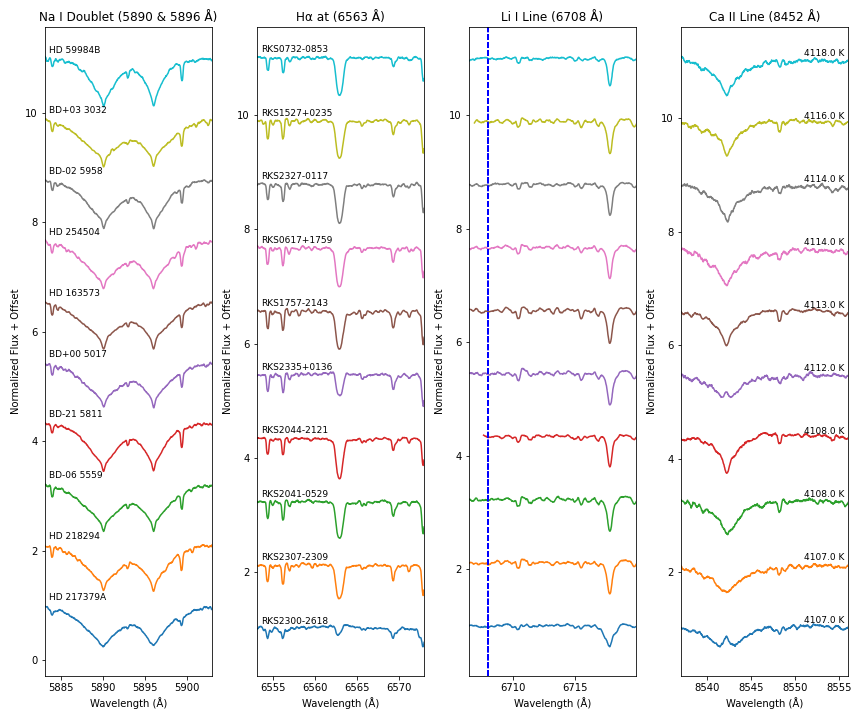 Na I Doublet (5890 & 5896 Å)
Normalized Flux + Offset
10
8
6
4
2
0
HD 59984B
BD+03 3032
BD-02 5958
HD 254504
HD 163573
BD+00 5017
BD-21 5811
BD-06 5559
HD 218294
HD 217379A
5885 5890 5895 5900
Wavelength (Å)
Hα at (6563 Å)
Normalized Flux + Offset
10
8
6
4
2
RKS0732-0853
RKS1527+0235
RKS2327-0117
RKS0617+1759
RKS1757-2143
RKS2335+0136
RKS2044-2121
RKS2041-0529
RKS2307-2309
RKS2300-2618
6555 6560 6565 6570
Wavelength (Å)
Li I Line (6708 Å)
Normalized Flux + Offset
10
8
6
4
2
6710 6715
Wavelength (Å)
Ca II Line (8452 Å)
Normalized Flux + Offset
10
8
6
4
2
4118.0 K
4116.0 K
4114.0 K
4114.0 K
4113.0 K
4112.0 K
4108.0 K
4108.0 K
4107.0 K
4107.0 K
8540 8545 8550 8555
Wavelength (Å)